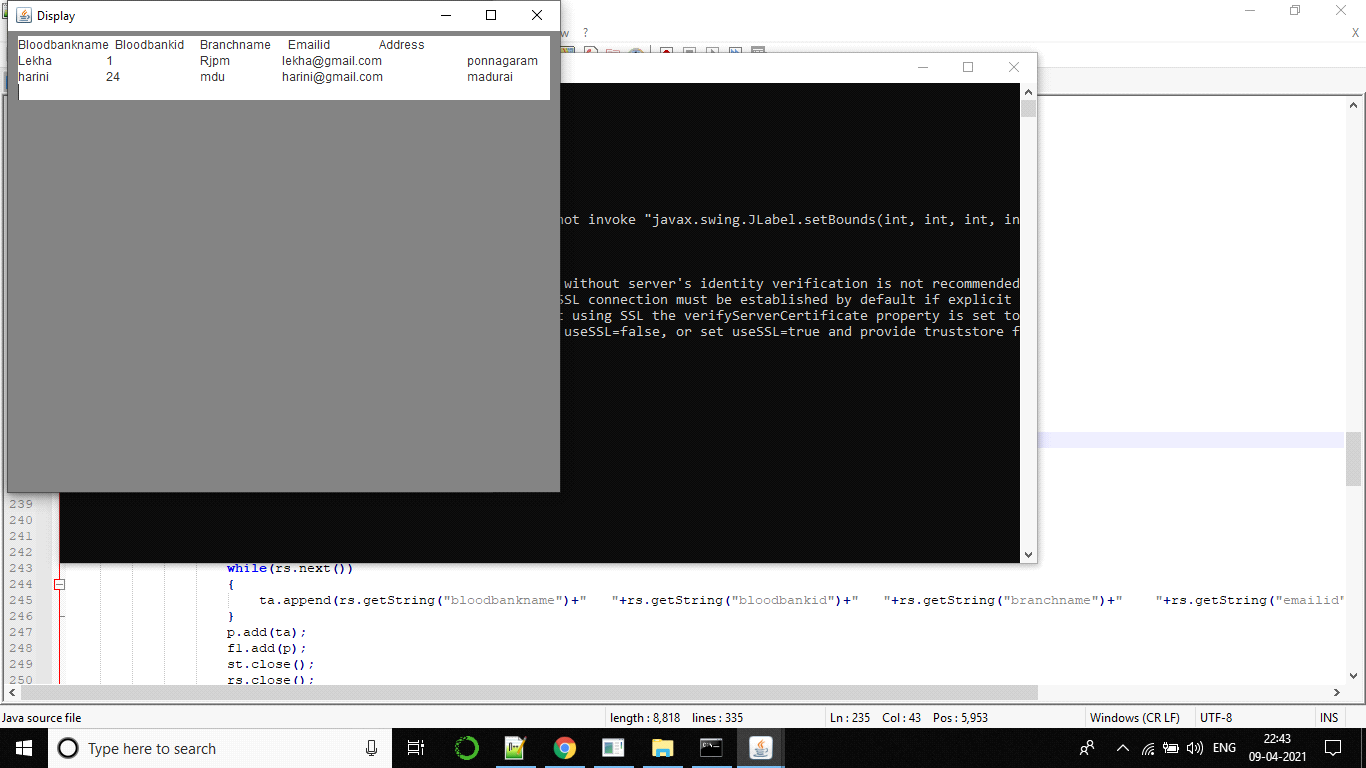 Display
Bloodbankname Bloodbankid Branchname Emailid Address
Lekha 1 Rjpm lekha@gmail.com ponnagaram
harini 24 mdu harini@gmail.com madurai
w ?
X
not invoke "javax.swing.JLabel.setBounds(int, int, int, in
without server's identity verification is not recommended
SSL connection must be established by default if explicit
t using SSL the verifyServerCertificate property is set to
useSSL=false, or set useSSL=true and provide truststore f
239
240
241
242
243 while(rs.next())
244 {
245 ta.append(rs.getString("bloodbankname")+" "+rs.getString("bloodbankid")+" "+rs.getString("branchname")+" "+rs.getString("emailid"
246 }
247 p.add(ta);
248 f1.add(p);
249 st.close();
250 rs.close();
Java source file length : 8,818 lines : 335 Ln : 235 Col : 43 Pos : 5,953 Windows (CR LF) UTF-8 INS
Type here to search ENG 22:43
09-04-2021